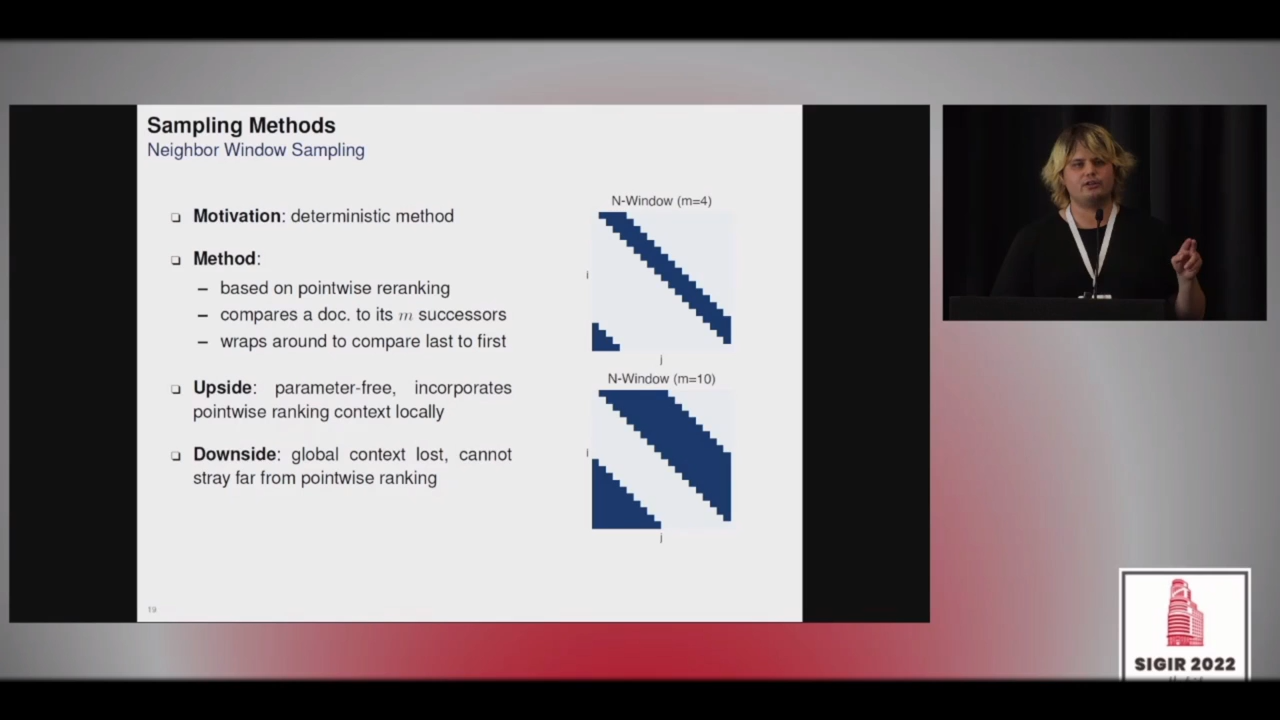 Sampling Methods
Neighbor Window Sampling
Motivation: deterministic method
Method:
– based on pointwise reranking
– compares a doc. to its m successors
– wraps around to compare last to first
Upside: parameter-free, incorporates
pointwise ranking context locally
Downside: global context lost, cannot
stray far from pointwise ranking
19
N-Window (m=4)
i
j
N-Window (m=10)
i
j
SIGIR 2022